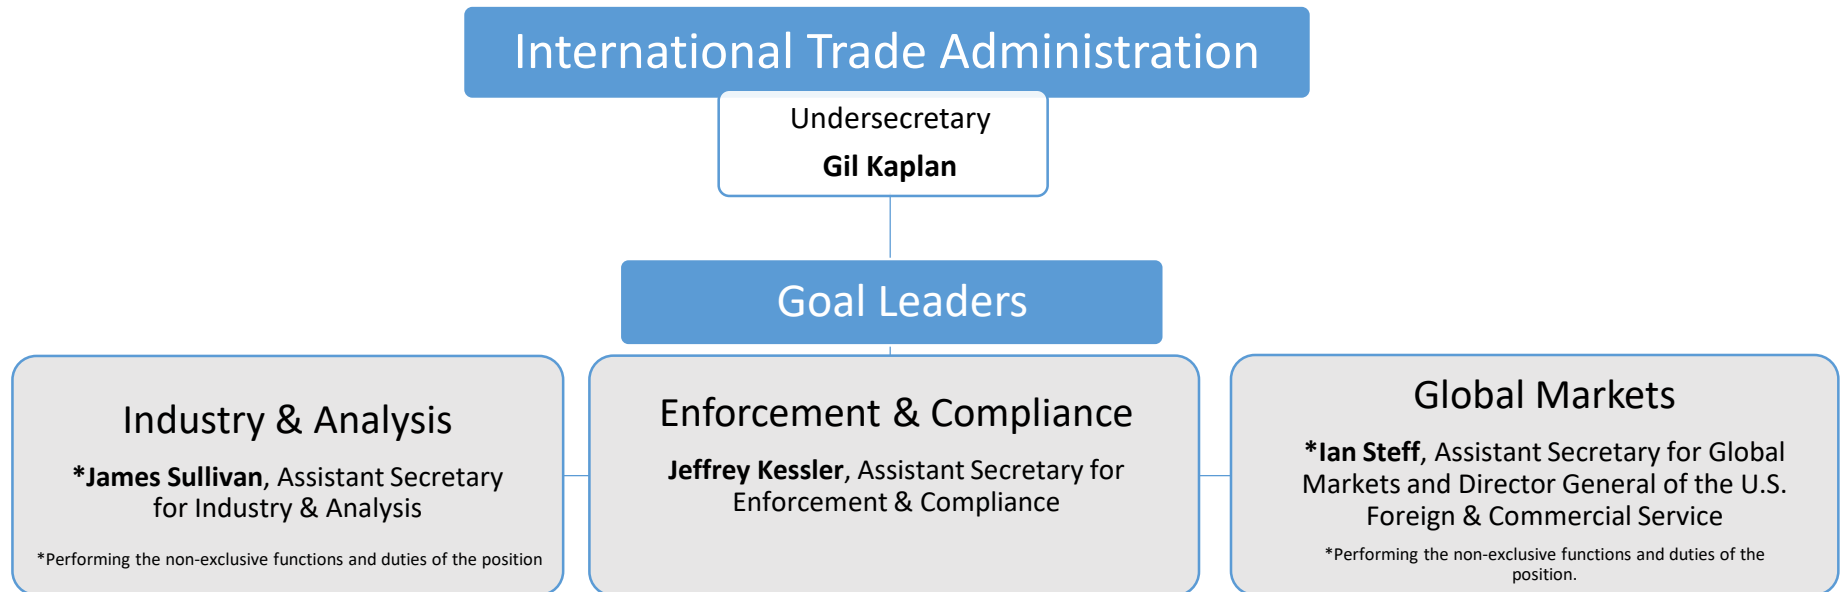 International Trade Administration
Undersecretary
Gil Kaplan
Goal Leaders
Industry & Analysis
*James Sullivan, Assistant Secretary
for Industry & Analysis
*Performing the non-exclusive functions and duties of the position
Enforcement & Compliance
Jeffrey Kessler, Assistant Secretary for
Enforcement & Compliance
Global Markets
*Ian Steff, Assistant Secretary for Global
Markets and Director General of the U.S.
Foreign & Commercial Service
*Performing the non-exclusive functions and duties of the
position.